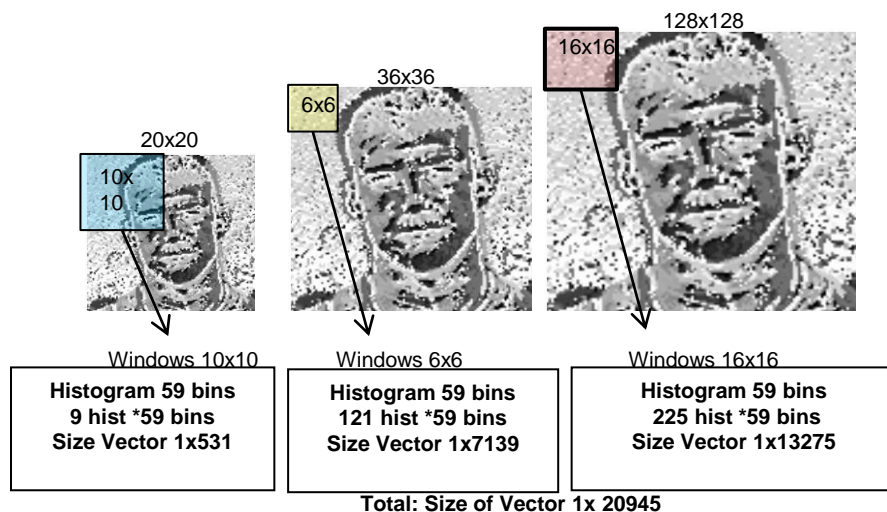 128x128
16x16
36x36
6x6
20x20
10x
10
Windows 10x10
Windows 6x6
Windows 16x16
Histogram 59 bins
9 hist *59 bins
Size Vector 1x531
Histogram 59 bins
121 hist *59 bins
Size Vector 1x7139
Histogram 59 bins
225 hist *59 bins
Size Vector 1x13275
Total: Size of Vector 1x 20945